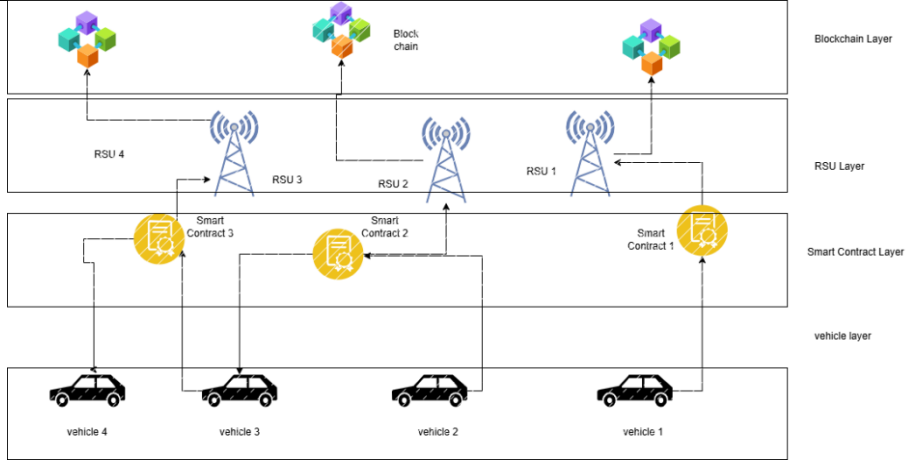 Block
chain
Blockchain Layer
RSU 4
RSU 3
RSU 2
RSU 1
RSU Layer
Smart
Contract 3
Smart
Contract 2
Smart
Contract 1
Smart Contract Layer
vehicle layer
vehicle 4
vehicle 3
vehicle 2
vehicle 1